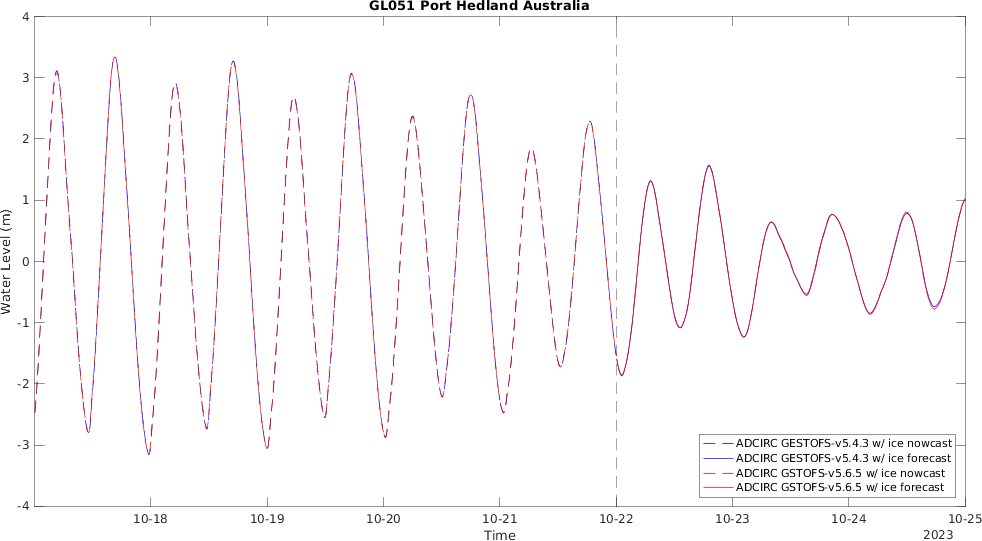 GL051 Port Hedland Australia
Water Level (m)
4
3
2
1
0
-1
-2
-3
-4
10-18
10-19
10-20
10-21
10-22
10-23
10-24
10-25
Time
2023
ADCIRC GESTOFS-v5.4.3 w/ ice nowcast
ADCIRC GESTOFS-v5.4.3 w/ ice forecast
ADCIRC GSTOFS-v5.6.5 w/ ice nowcast
ADCIRC GSTOFS-v5.6.5 w/ ice forecast